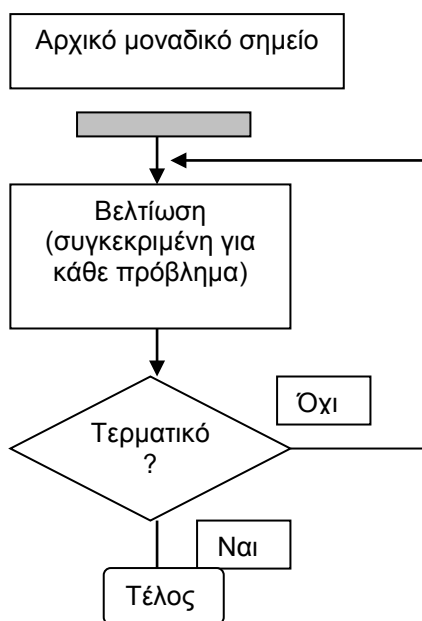 Αρχικό μοναδικό σημείο
Βελτίωση
(συγκεκριμένη για
κάθε πρόβλημα)
Όχι
Τερματικό
?
Ναι
Τέλος